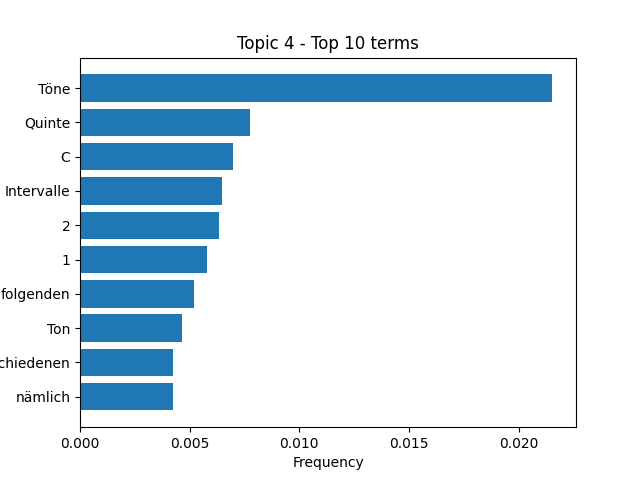 Topic 4 - Top 10 terms
Töne
Quinte
C
Intervalle
2
1
folgenden
Ton
chiedenen
nämlich
0.000 0.005 0.010 0.015 0.020
Frequency